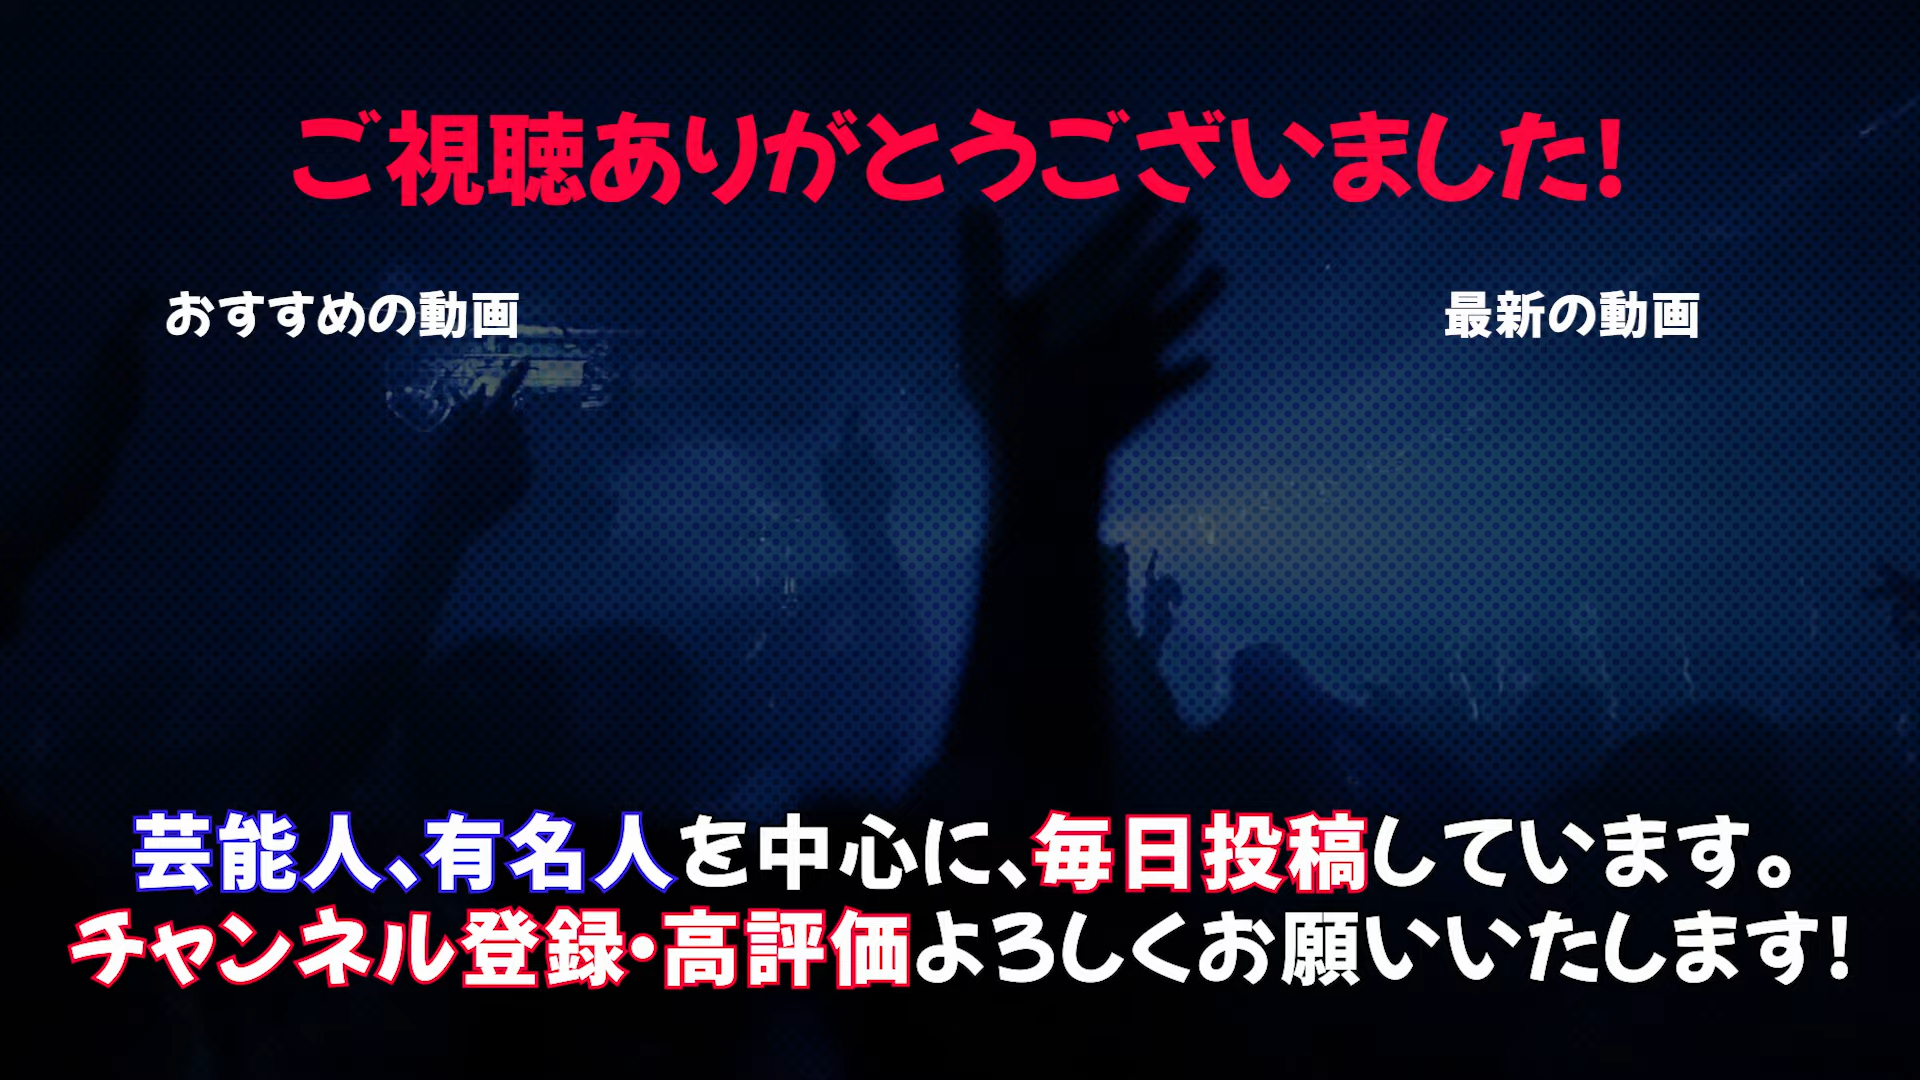 ご視聴ありがとうございました!
おすすめの動画
最新の動画
芸能人、有名人を中心に、毎日投稿しています。
チャンネル登録・高評価よろしくお願いいたします!